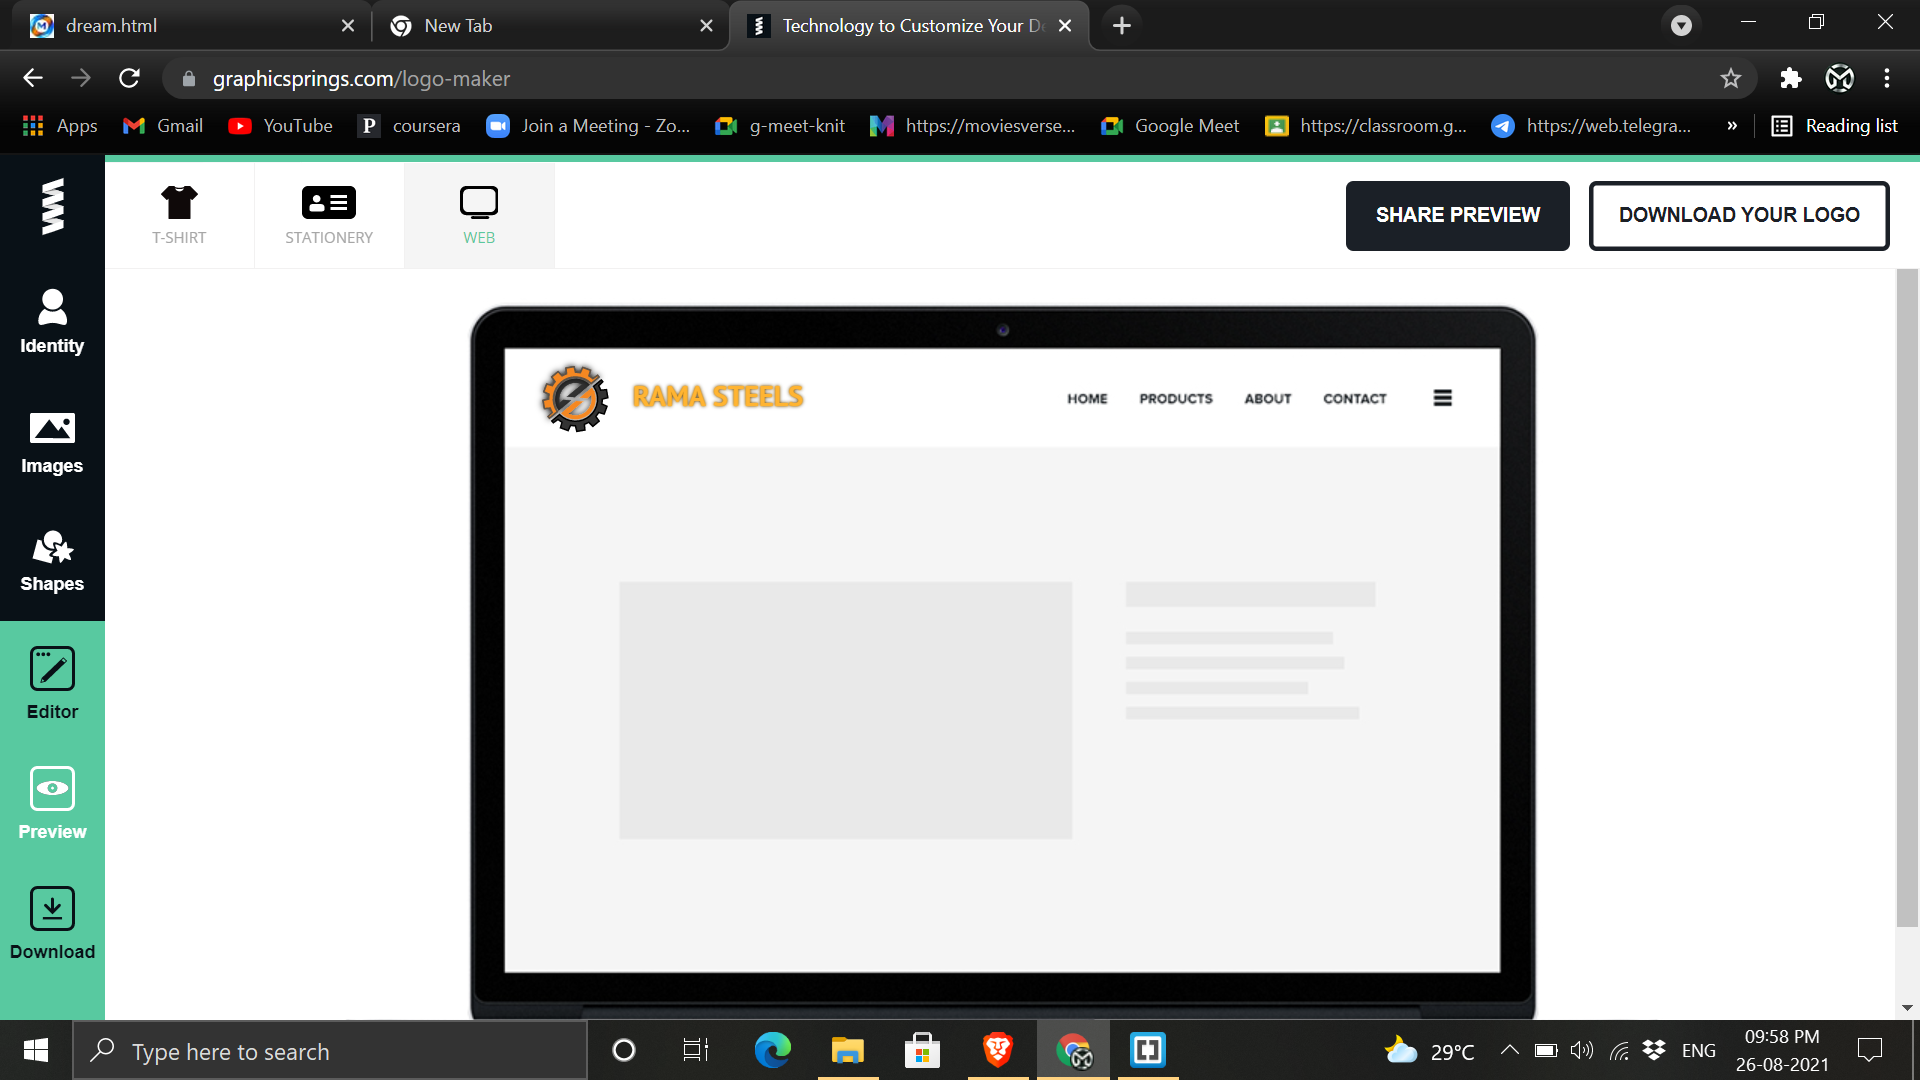 dream.html
New Tab
Technology to Customize Your De
graphicsprings.com/logo-maker
Apps
Gmail
YouTube
P coursera
Join a Meeting - Zo...
g-meet-knit
https://moviesverse...
Google Meet
https://classroom.g...
https://web.telegra...
»
Reading list
T-SHIRT
STATIONERY
WEB
SHARE PREVIEW
DOWNLOAD YOUR LOGO
Identity
Images
Shapes
Editor
Preview
Download
RAMA STEELS
HOME
PRODUCTS
ABOUT
CONTACT
Type here to search
29°C
ENG
09:58 PM
26-08-2021